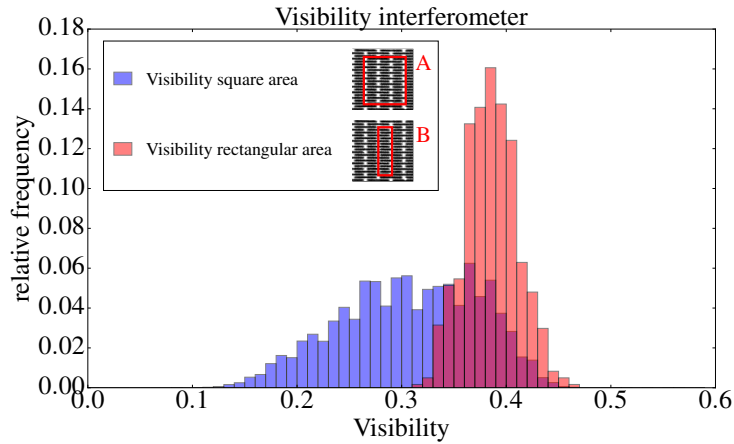 Visibility interferometer
0.18
0.16
0.14
0.12
0.10
0.08
0.06
0.04
0.02
0.00
relative frequency
Visibility square area
A
Visibility rectangular area
B
0.0 0.1 0.2 0.3 0.4 0.5 0.6
Visibility